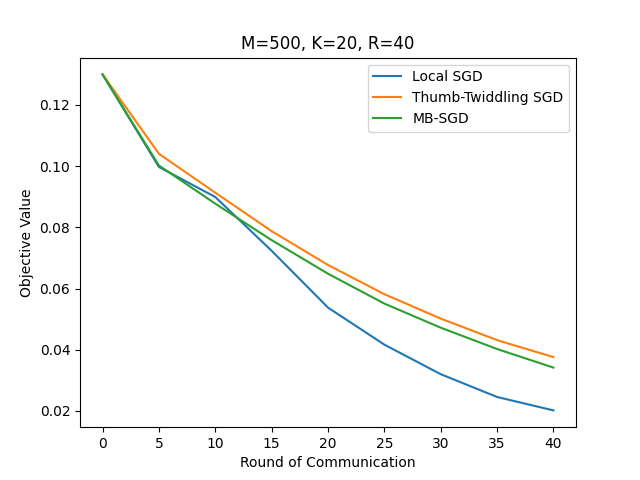 M=500, K=20, R=40
Local SGD
Thumb-Twiddling SGD
MB-SGD
Objective Value
0.12
0.10
0.08
0.06
0.04
0.02
0 5 10 15 20 25 30 35 40
Round of Communication